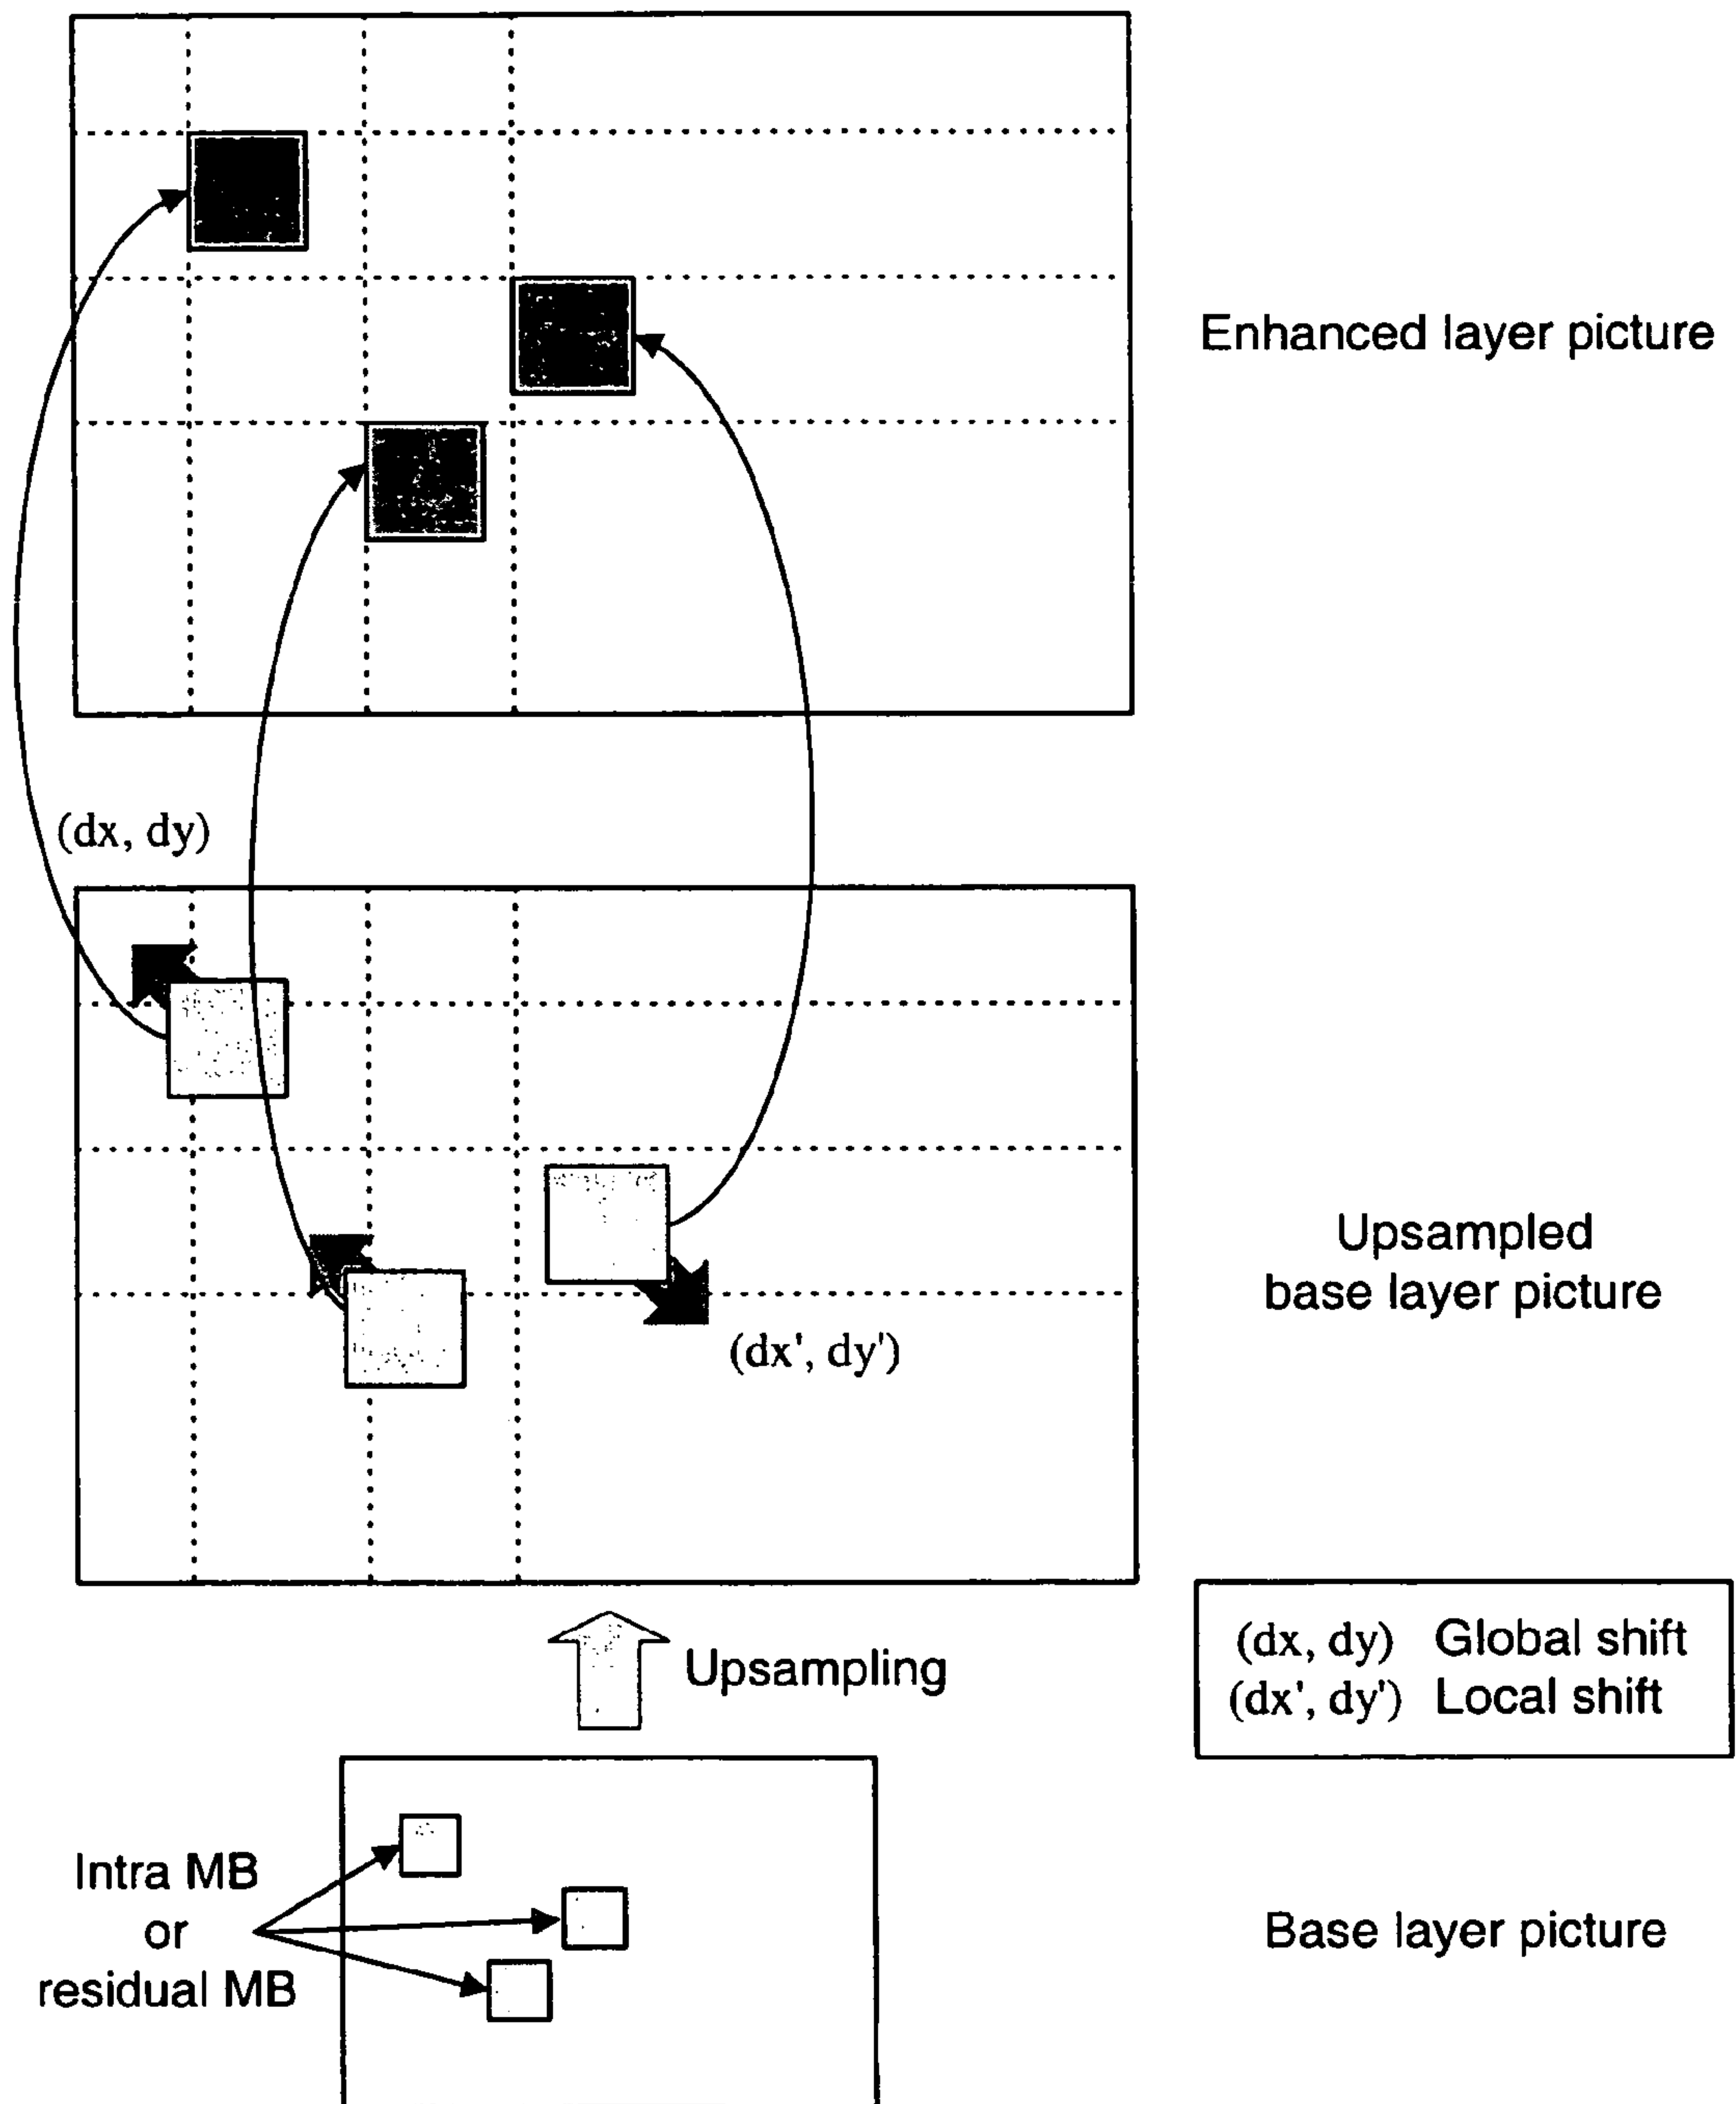 Enhanced layer picture
(dx, dy)
Upsampled
base layer picture
(dx', dy')
(dx, dy) Global shift
(dx', dy') Local shift
Upsampling
Intra MB
or
residual MB
Base layer picture